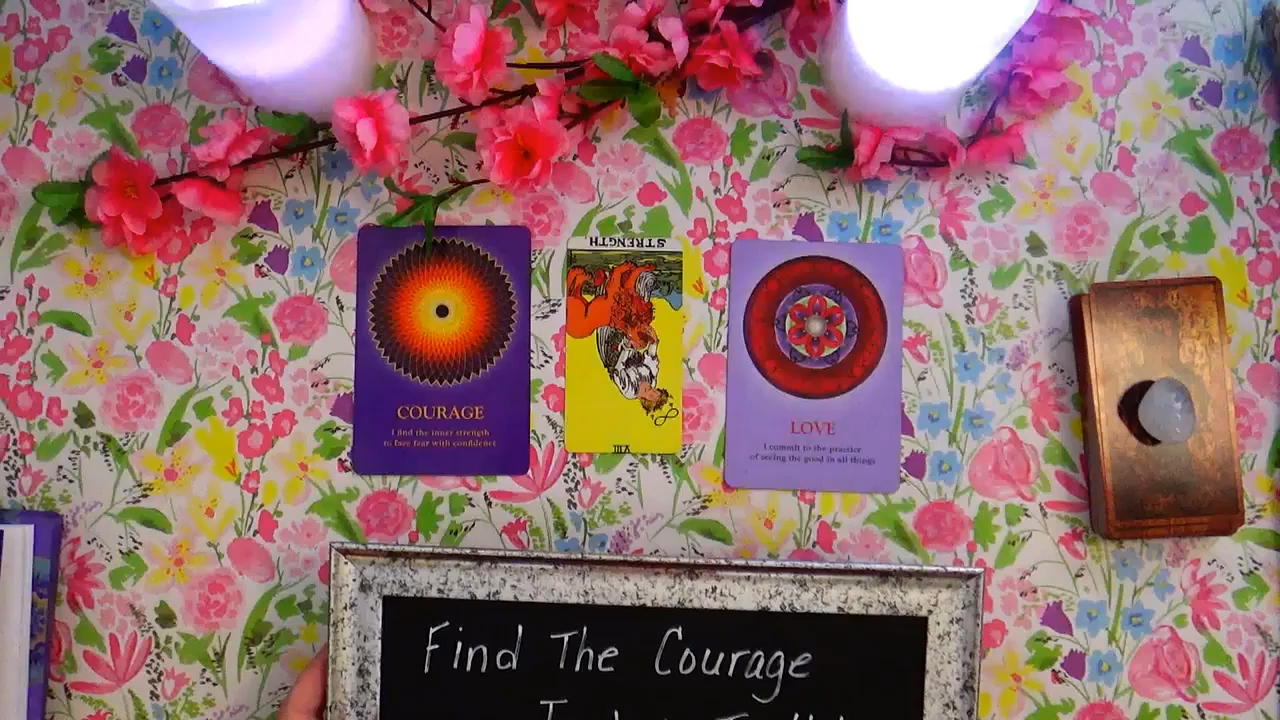 STRENGTH
VIII
COURAGE
I find the inner strength
to face fear with confidence
LOVE
I commit to the practice
of seeing the good in all things
Find The Courage